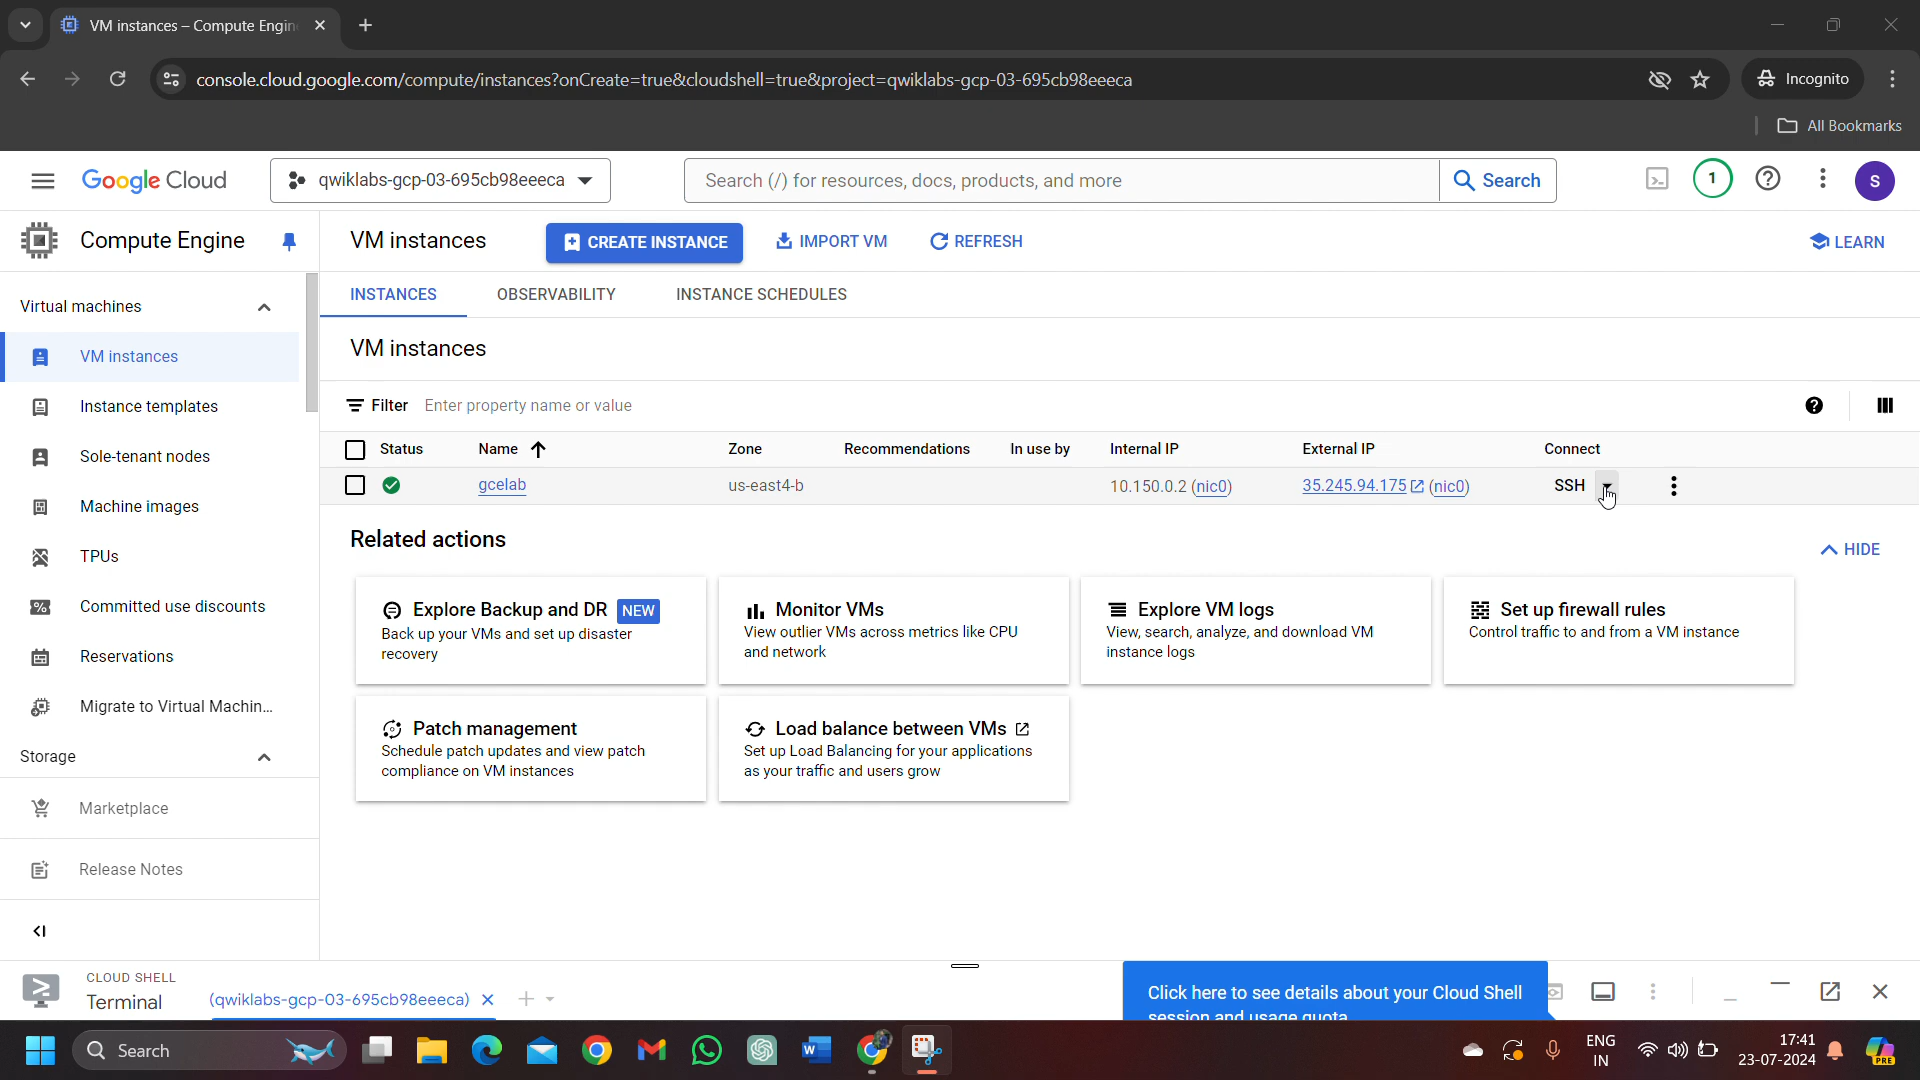 VM instances – Compute Engin
console.cloud.google.com/compute/instances?onCreate=true&cloudshell=true&project=qwiklabs-gcp-03-695cb98eeeca
Incognito
All Bookmarks
Google Cloud
qwiklabs-gcp-03-695cb98eeeca
Search (/) for resources, docs, products, and more
Search
1
S
Compute Engine
VM instances
CREATE INSTANCE
IMPORT VM
REFRESH
LEARN
Virtual machines
INSTANCES
OBSERVABILITY
INSTANCE SCHEDULES
VM instances
Instance templates
Sole-tenant nodes
Machine images
TPUs
Committed use discounts
Reservations
Migrate to Virtual Machin...
Storage
Marketplace
Release Notes
VM instances
Filter Enter property name or value
Status Name Zone Recommendations In use by Internal IP External IP Connect
gcelab us-east4-b 10.150.0.2 (nic0) 35.245.94.175 (nic0) SSH
Related actions
HIDE
Explore Backup and DR NEW
Back up your VMs and set up disaster
recovery
Monitor VMs
View outlier VMs across metrics like CPU
and network
Explore VM logs
View, search, analyze, and download VM
instance logs
Set up firewall rules
Control traffic to and from a VM instance
Patch management
Schedule patch updates and view patch
compliance on VM instances
Load balance between VMs
Set up Load Balancing for your applications
as your traffic and users grow
CLOUD SHELL
Terminal
(qwiklabs-gcp-03-695cb98eeeca)
Click here to see details about your Cloud Shell
session and usage quota
Search
ENG
IN
17:41
23-07-2024
PRE